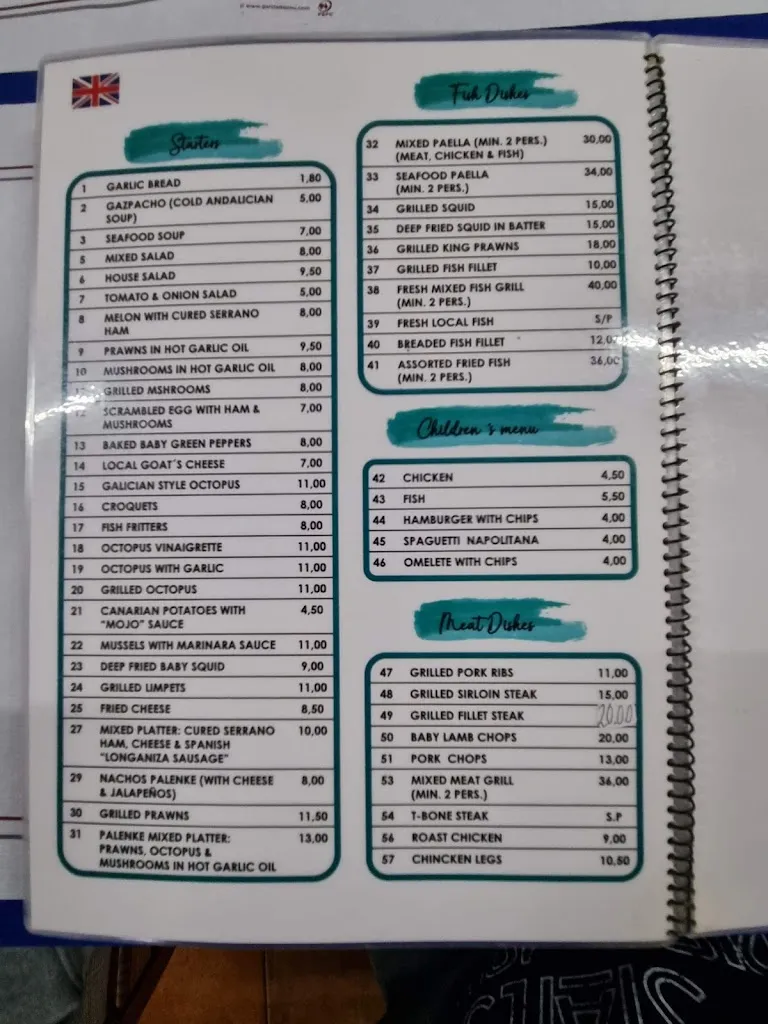 Starters
1 GARLIC BREAD 1,80
2 GAZPACHO (COLD ANDALICIAN 5,00
SOUP)
3 SEAFOOD SOUP 7,00
5 MIXED SALAD 8,00
6 HOUSE SALAD 9,50
7 TOMATO & ONION SALAD 5,00
8 MELON WITH CURED SERRANO 8,00
HAM
9 PRAWNS IN HOT GARLIC OIL 9,50
10 MUSHROOMS IN HOT GARLIC OIL 8,00
GRILLED MSHROOMS 8,00
12 SCRAMBLED EGG WITH HAM & 7,00
MUSHROOMS
13 BAKED BABY GREEN PEPPERS 8,00
14 LOCAL GOAT´S CHEESE 7,00
15 GALICIAN STYLE OCTOPUS 11,00
16 CROQUETS 8,00
17 FISH FRITTERS 8,00
18 OCTOPUS VINAIGRETTE 11,00
19 OCTOPUS WITH GARLIC 11,00
20 GRILLED OCTOPUS 11,00
21 CANARIAN POTATOES WITH 4,50
"MOJO" SAUCE
22 MUSSELS WITH MARINARA SAUCE 11,00
23 DEEP FRIED BABY SQUID 9,00
24 GRILLED LIMPETS 11,00
25 FRIED CHEESE 8,50
27 MIXED PLATTER: CURED SERRANO 10,00
HAM, CHEESE & SPANISH
"LONGANIZA SAUSAGE"
29 NACHOS PALENKE (WITH CHEESE 8,00
& JALAPEÑOS)
30 GRILLED PRAWNS 11,50
31 PALENKE MIXED PLATTER: 13,00
PRAWNS, OCTOPUS &
MUSHROOMS IN HOT GARLIC OIL
Fish Dishes
32 MIXED PAELLA (MIN. 2 PERS.) 30,00
(MEAT, CHICKEN & FISH)
33 SEAFOOD PAELLA 34,00
(MIN. 2 PERS.)
34 GRILLED SQUID 15,00
35 DEEP FRIED SQUID IN BATTER 15,00
36 GRILLED KING PRAWNS 18,00
37 GRILLED FISH FILLET 10,00
38 FRESH MIXED FISH GRILL 40,00
(MIN. 2 PERS.)
39 FRESH LOCAL FISH S/P
40 BREADED FISH FILLET
41 ASSORTED FRIED FISH 36,00
(MIN. 2 PERS.)
Children´s menu
42 CHICKEN 4,50
43 FISH 5,50
44 HAMBURGER WITH CHIPS 4,00
45 SPAGUETTI NAPOLITANA 4,00
46 OMELETE WITH CHIPS 4,00
Meat Dishes
47 GRILLED PORK RIBS 11,00
48 GRILLED SIRLOIN STEAK 15,00
49 GRILLED FILLET STEAK 20,00
50 BABY LAMB CHOPS 20,00
51 PORK CHOPS 13,00
53 MIXED MEAT GRILL 36,00
(MIN. 2 PERS.)
54 T-BONE STEAK S.P
56 ROAST CHICKEN 9,00
57 CHINCKEN LEGS 10,50